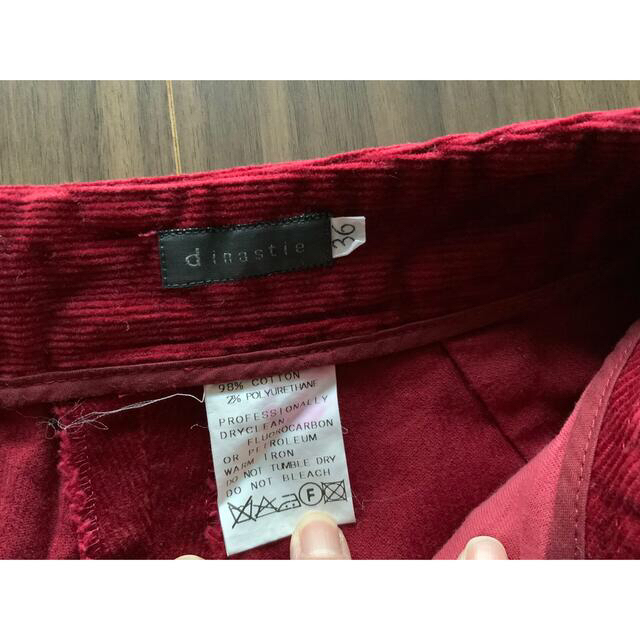 dinastie
36
98% COTTON
2% POLYURETHANE
PROFESSIONALLY
DRYCLEAN
FLUOROCARBON
OR PETROLEUM
WARM IRON
DO NOT TUMBLE DRY
DO NOT BLEACH
F